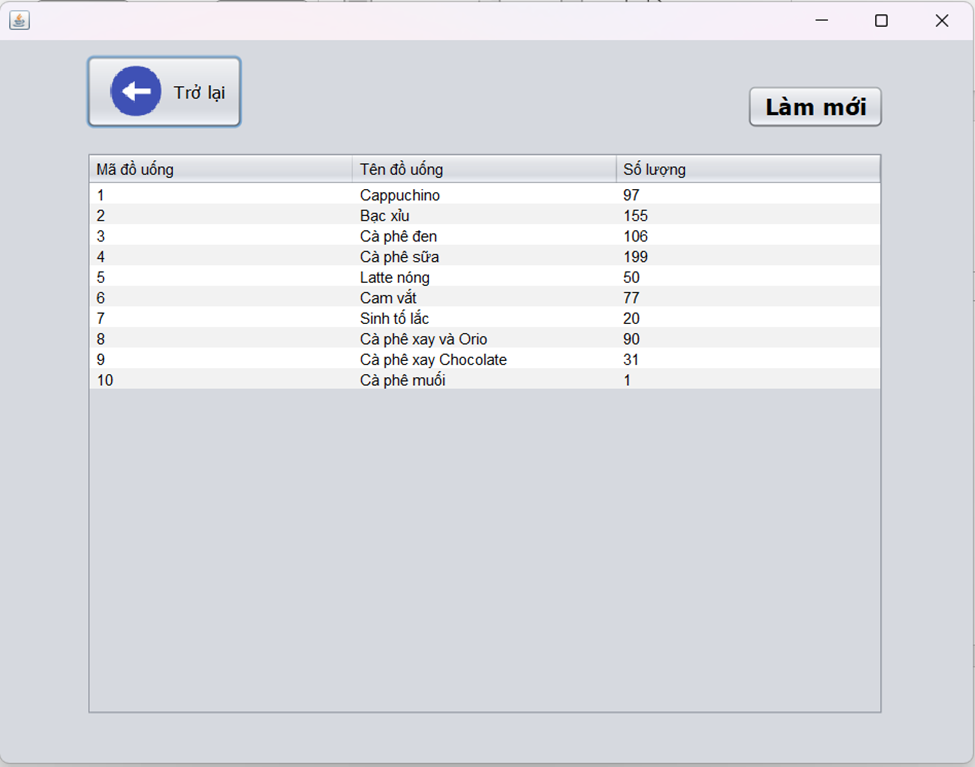 Trở lại
Làm mới
Mã đồ uống Tên đồ uống Số lượng
1 Cappuchino 97
2 Bạc xỉu 155
3 Cà phê đen 106
4 Cà phê sữa 199
5 Latte nóng 50
6 Cam vắt 77
7 Sinh tố lắc 20
8 Cà phê xay và Orio 90
9 Cà phê xay Chocolate 31
10 Cà phê muối 1